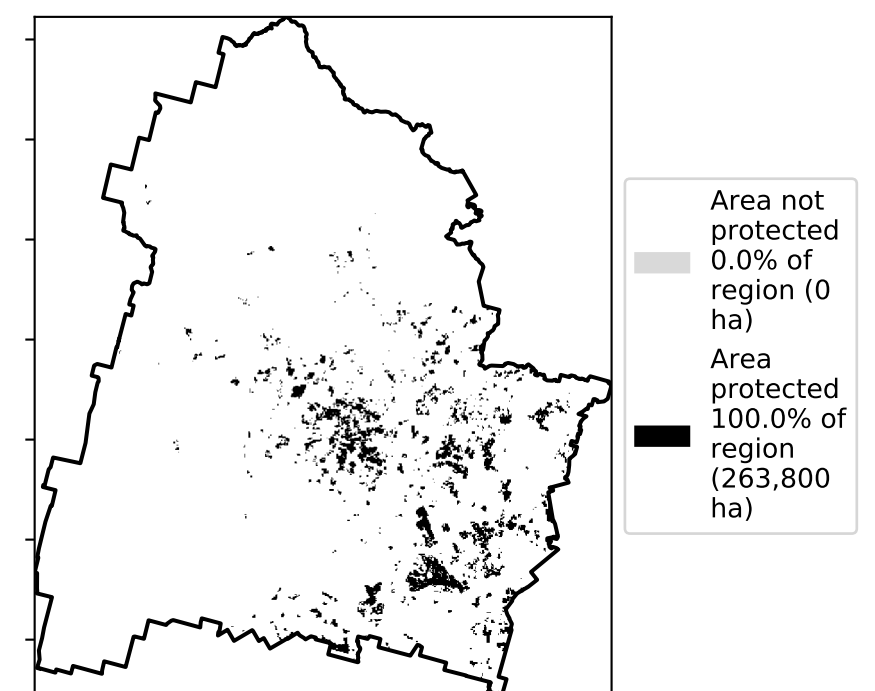 Area not
protected
0.0% of
region (0
ha)
Area
protected
100.0% of
region
(263,800
ha)